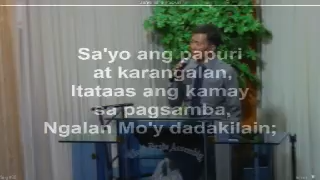 Sa'yo ang papuri
at karangalan,
Itataas ang kamay
sa pagsamba,
Ngalan Mo'y dadakilain;